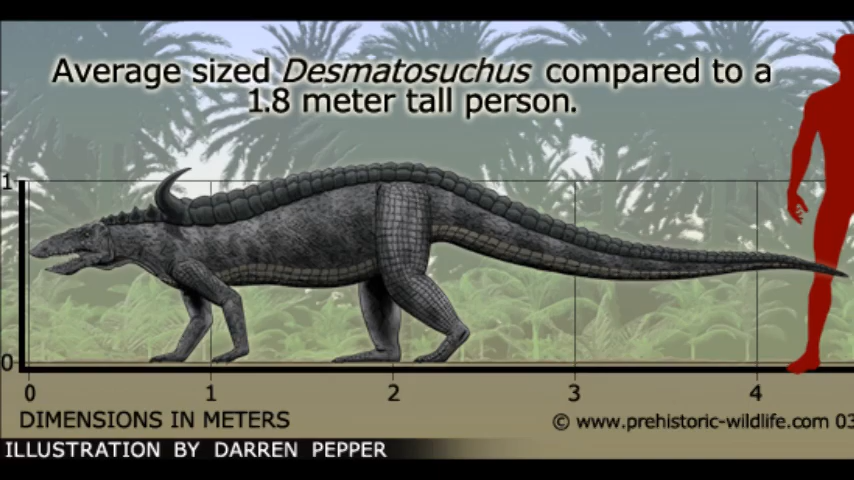 Average sized Desmatosuchus compared to a
1.8 meter tall person.
1
0
0 1 2 3 4
DIMENSIONS IN METERS
© www.prehistoric-wildlife.com 03
ILLUSTRATION BY DARREN PEPPER